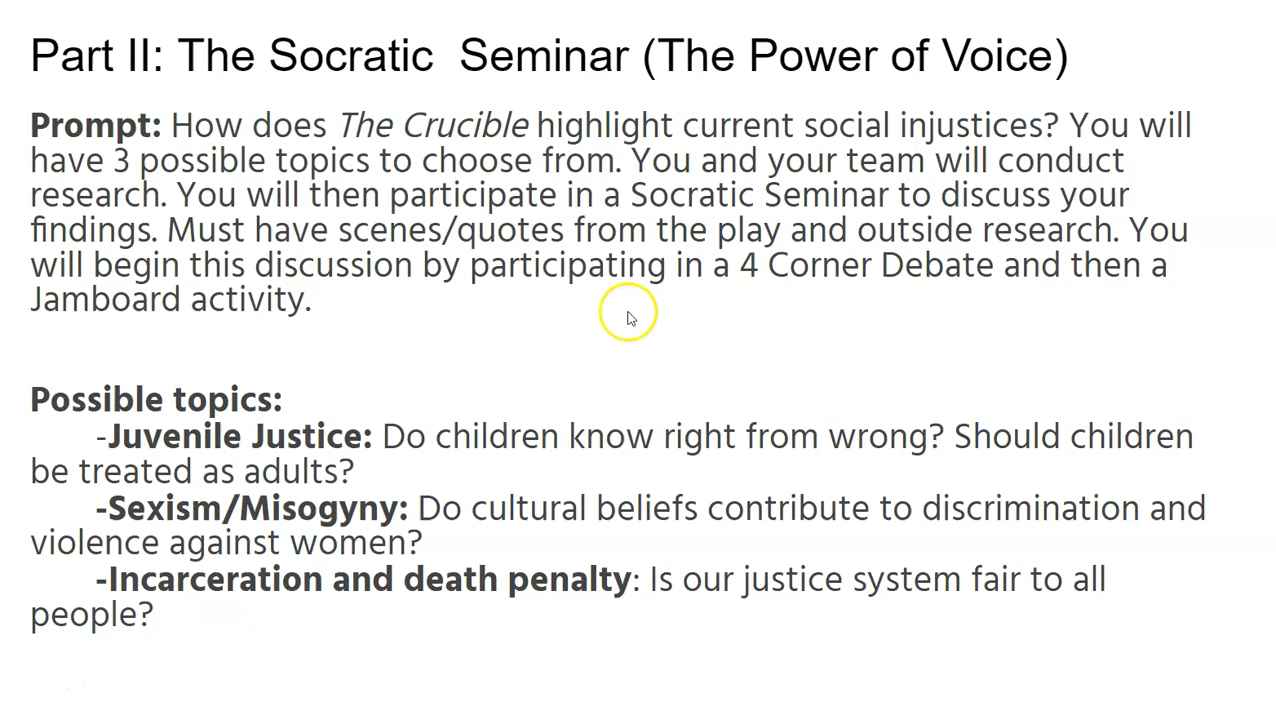 Part II: The Socratic  Seminar (The Power of Voice)
Prompt: How does The Crucible highlight current social injustices? You will
have 3 possible topics to choose from. You and your team will conduct
research. You will then participate in a Socratic Seminar to discuss your
findings. Must have scenes/quotes from the play and outside research. You
will begin this discussion by participating in a 4 Corner Debate and then a
Jamboard activity.
Possible topics:
-Juvenile Justice: Do children know right from wrong? Should children
be treated as adults?
-Sexism/Misogyny: Do cultural beliefs contribute to discrimination and
violence against women?
-Incarceration and death penalty: Is our justice system fair to all
people?